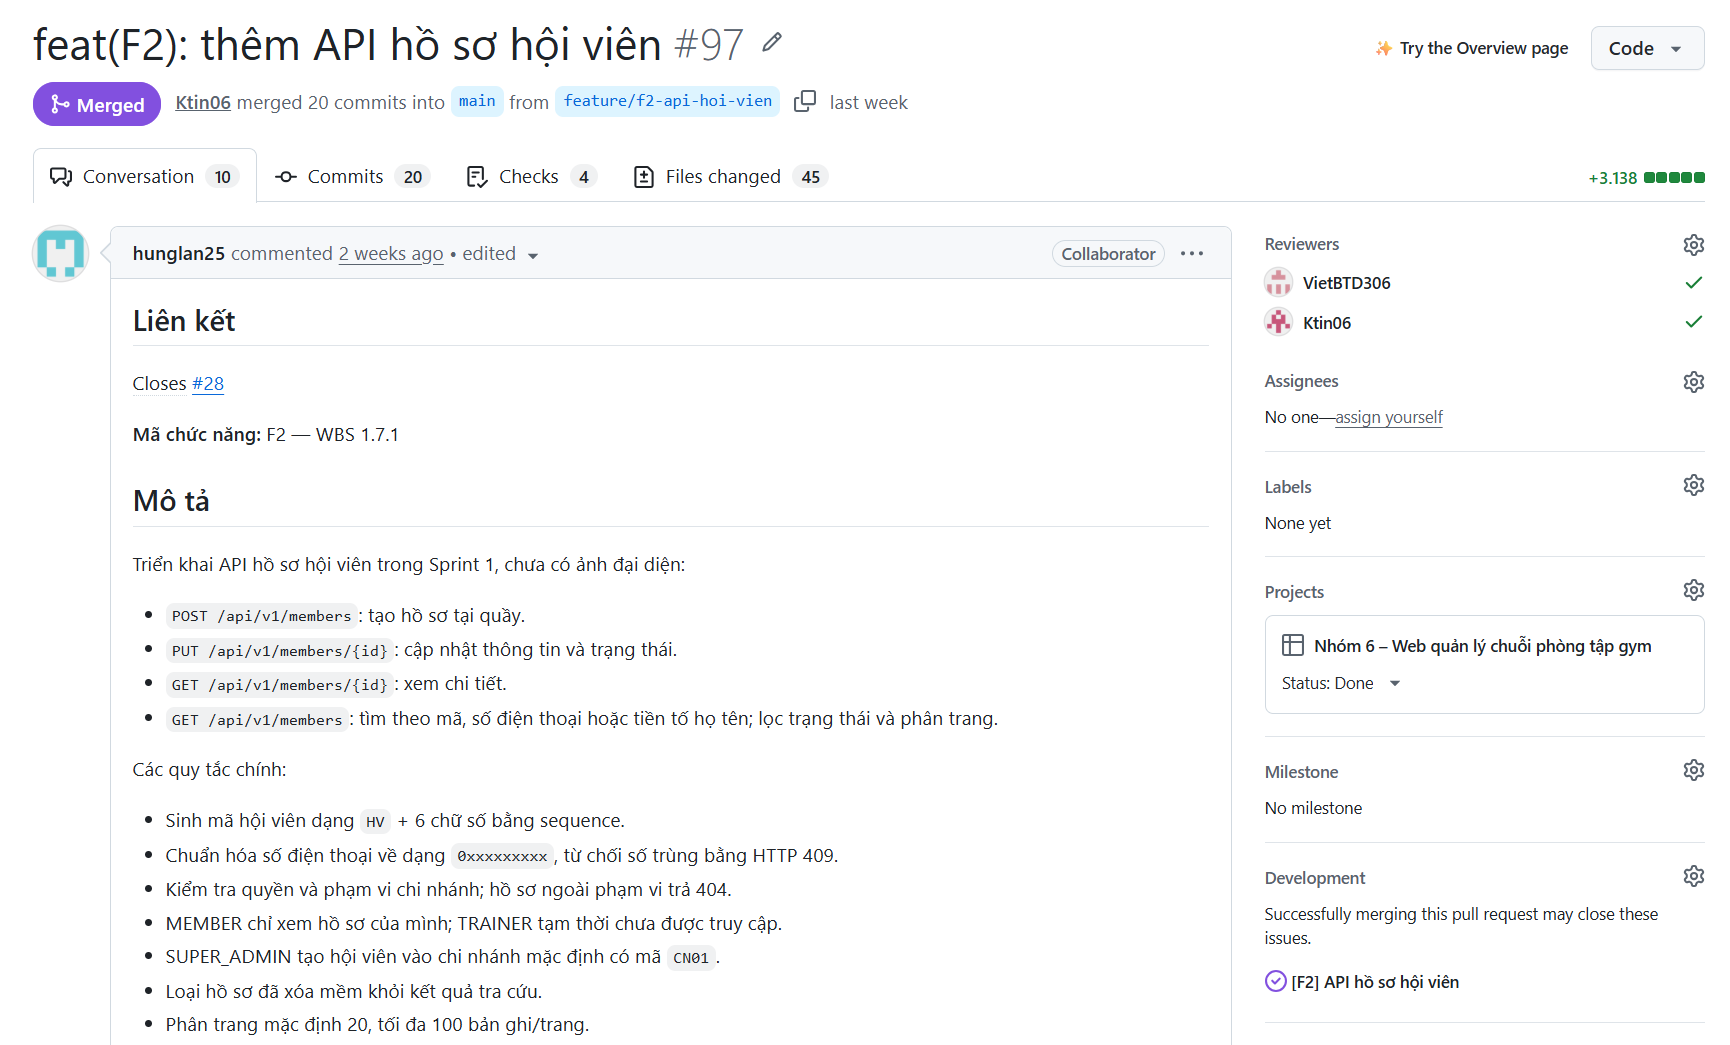 feat(F2): thêm API hồ sơ hội viên #97
Try the Overview page
Code
Merged
Ktin06 merged 20 commits into main from feature/f2-api-hoi-vien last week
Conversation 10
Commits 20
Checks 4
Files changed 45
+3.138
hunglan25 commented 2 weeks ago • edited
Collaborator
Liên kết
Closes #28
Mã chức năng: F2 — WBS 1.7.1
Mô tả
Triển khai API hồ sơ hội viên trong Sprint 1, chưa có ảnh đại diện:
• POST /api/v1/members : tạo hồ sơ tại quầy.
• PUT /api/v1/members/{id} : cập nhật thông tin và trạng thái.
• GET /api/v1/members/{id} : xem chi tiết.
• GET /api/v1/members : tìm theo mã, số điện thoại hoặc tiền tố họ tên; lọc trạng thái và phân trang.
Các quy tắc chính:
• Sinh mã hội viên dạng HV + 6 chữ số bằng sequence.
• Chuẩn hóa số điện thoại về dạng 0xxxxxxxxx , từ chối số trùng bằng HTTP 409.
• Kiểm tra quyền và phạm vi chi nhánh; hồ sơ ngoài phạm vi trả 404.
• MEMBER chỉ xem hồ sơ của mình; TRAINER tạm thời chưa được truy cập.
• SUPER_ADMIN tạo hội viên vào chi nhánh mặc định có mã CN01 .
• Loại hồ sơ đã xóa mềm khỏi kết quả tra cứu.
• Phân trang mặc định 20, tối đa 100 bản ghi/trang.
Reviewers
VietBTD306
Ktin06
Assignees
No one—assign yourself
Labels
None yet
Projects
Nhóm 6 – Web quản lý chuỗi phòng tập gym
Status: Done
Milestone
No milestone
Development
Successfully merging this pull request may close these
issues.
[F2] API hồ sơ hội viên